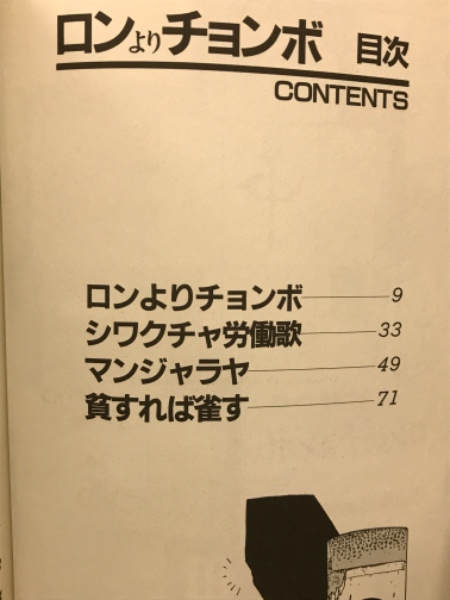 ロンよりチョンボ 目次
CONTENTS
ロンよりチョンボ 9
シワクチャ労働歌 33
マンジャラヤ 49
貧すれば雀す 71